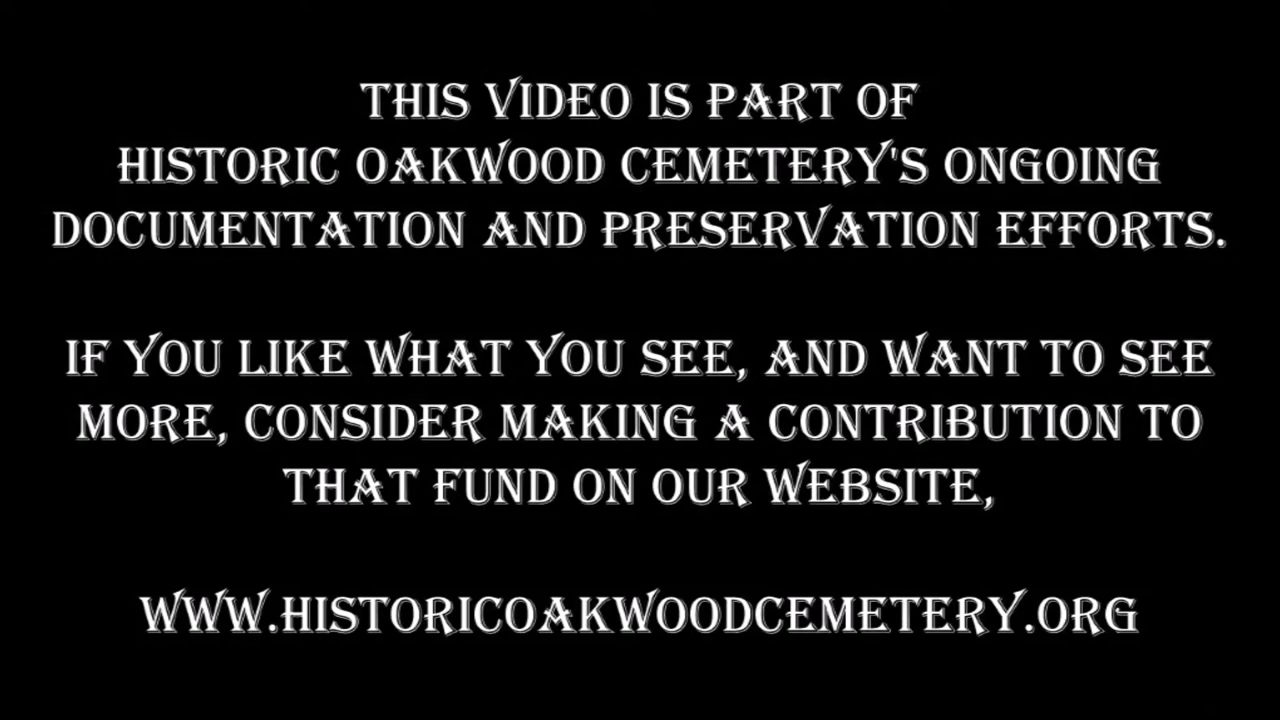 THIS VIDEO IS PART OF
HISTORIC OAKWOOD CEMETERY'S ONGOING
DOCUMENTATION AND PRESERVATION EFFORTS.
IF YOU LIKE WHAT YOU SEE, AND WANT TO SEE
MORE, CONSIDER MAKING A CONTRIBUTION TO
THAT FUND ON OUR WEBSITE,
WWW.HISTORICOAKWOODCEMETERY.ORG